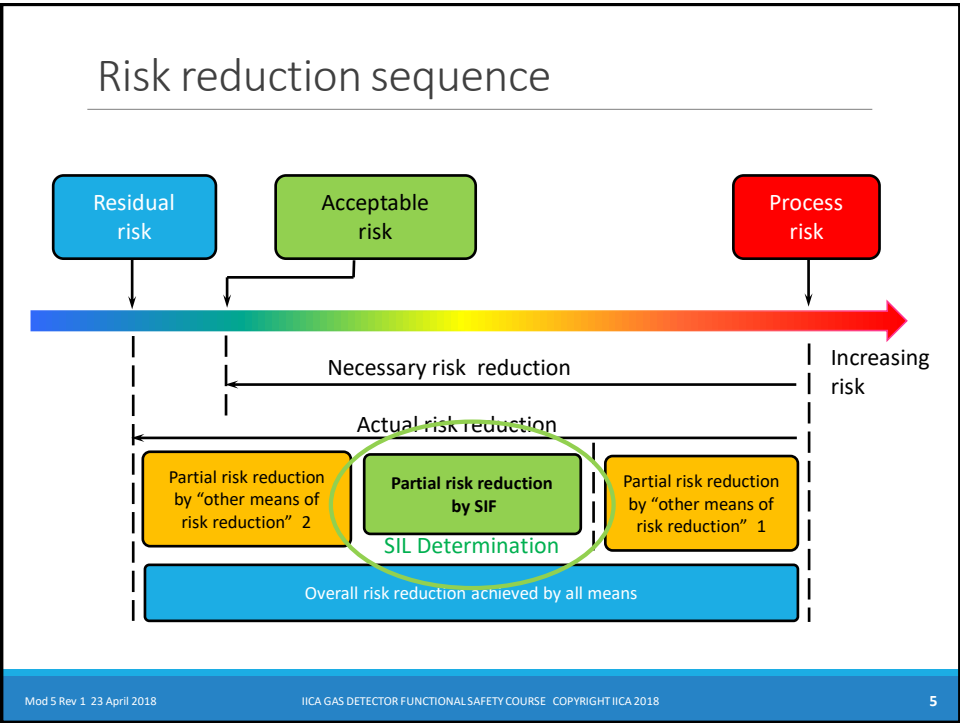 Risk reduction sequence
Residual
risk
Acceptable
risk
Process
risk
Increasing
risk
Necessary risk reduction
Actual risk reduction
Partial risk reduction
by “other means of
risk reduction” 2
Partial risk reduction
by SIF
SIL Determination
Partial risk reduction
by “other means of
risk reduction” 1
Overall risk reduction achieved by all means
Mod 5 Rev 1 23 April 2018
IICA GAS DETECTOR FUNCTIONAL SAFETY COURSE COPYRIGHT IICA 2018
5